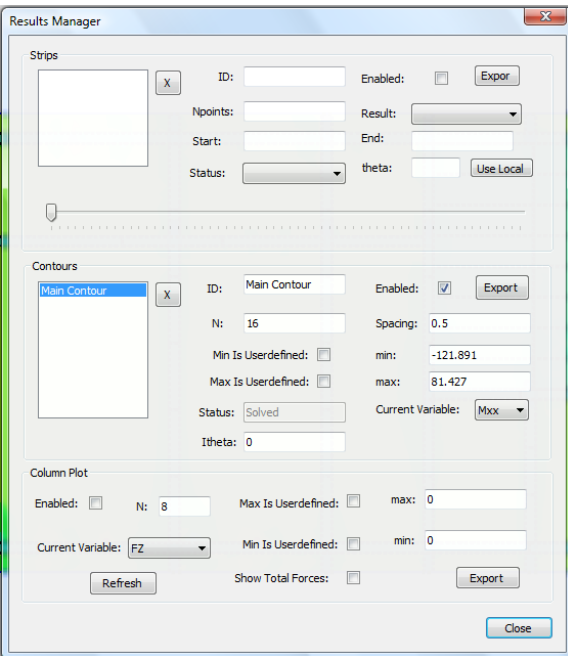 Results Manager
Strips
X
ID:
Enabled:
Expor
Npoints:
Result:
Start:
End:
Status:
theta:
Use Local
Contours
Main Contour
X
ID: Main Contour
Enabled:
Export
N: 16
Spacing: 0.5
Min Is Userdefined:
min: -121.891
Max Is Userdefined:
max: 81.427
Status: Solved
Current Variable: Mxx
Itheta: 0
Column Plot
Enabled:
N: 8
Max Is Userdefined:
max: 0
Current Variable: FZ
Min Is Userdefined:
min: 0
Refresh
Show Total Forces:
Export
Close